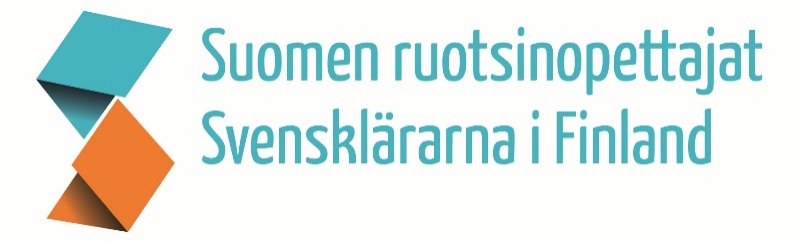 Suomen ruotsinopettajat
Svensklärarna i Finland